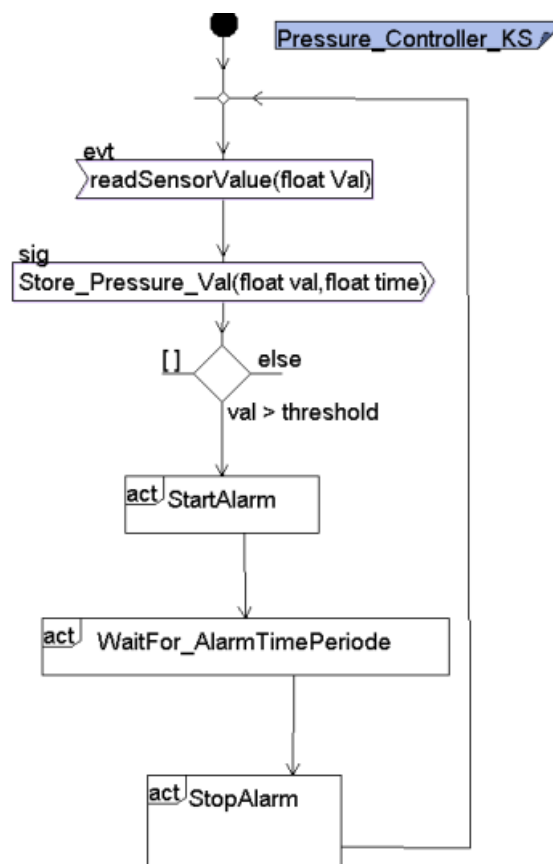 Pressure_Controller_KS
evt
readSensorValue(float Val)
sig
Store_Pressure_Val(float val,float time)
[ ]
else
val > threshold
act
StartAlarm
act
WaitFor_AlarmTimePeriode
act
StopAlarm